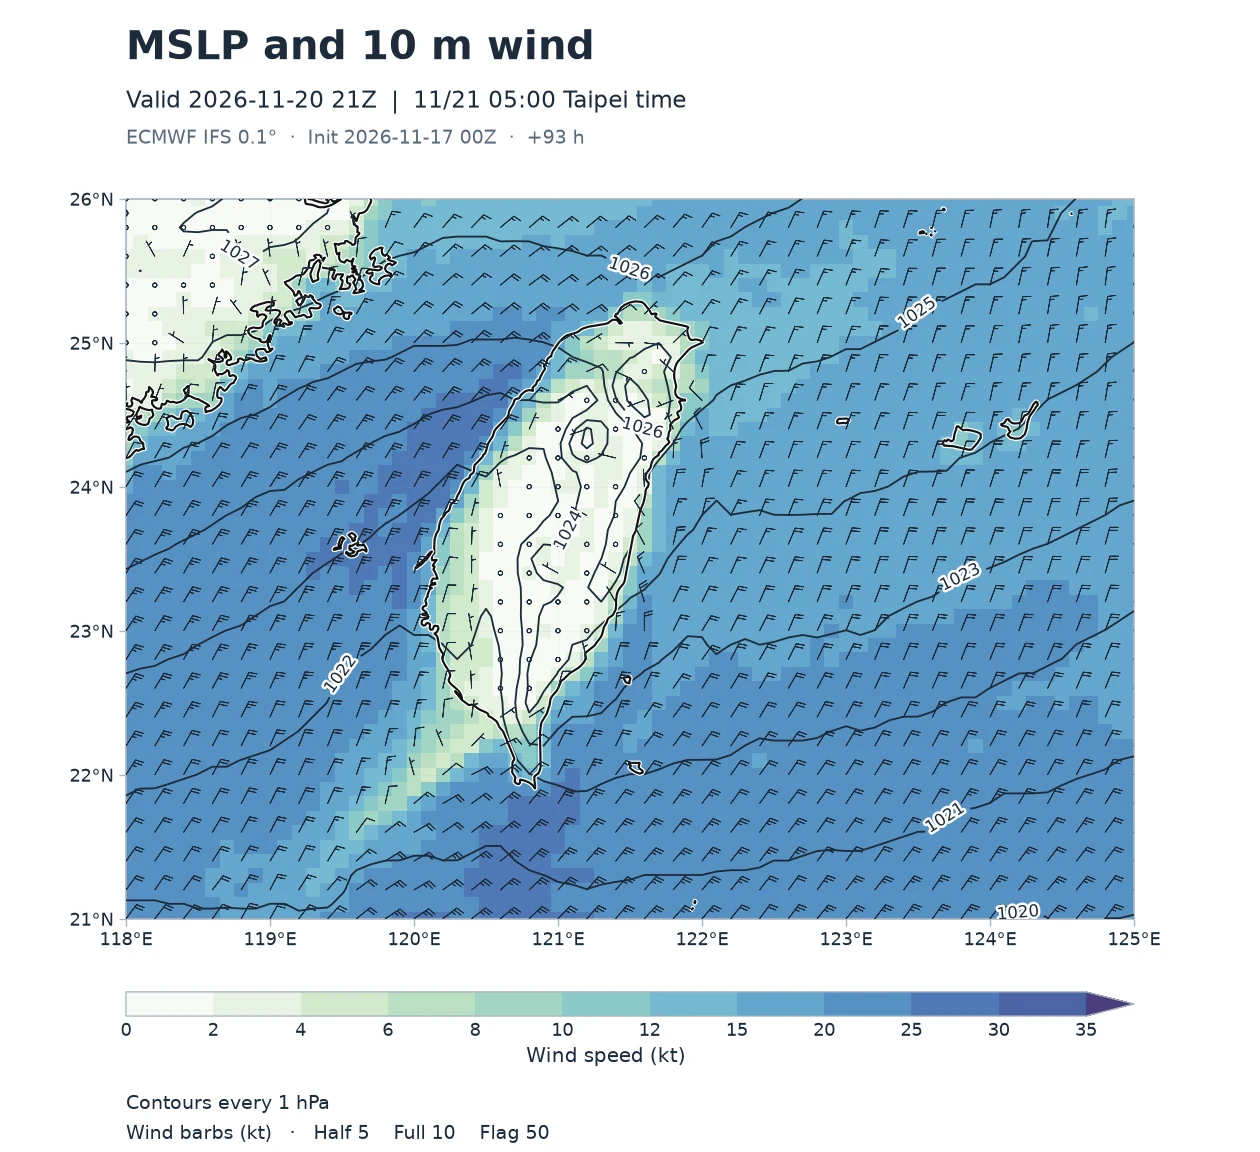 MSLP and 10 m wind
Valid 2026-11-20 21Z | 11/21 05:00 Taipei time
ECMWF IFS 0.1° · Init 2026-11-17 00Z · +93 h
26°N
25°N
24°N
23°N
22°N
21°N
1027
1026
1025
1026
1024
1023
1022
1021
1020
118°E 119°E 120°E 121°E 122°E 123°E 124°E 125°E
0 2 4 6 8 10 12 15 20 25 30 35
Wind speed (kt)
Contours every 1 hPa
Wind barbs (kt) · Half 5 Full 10 Flag 50